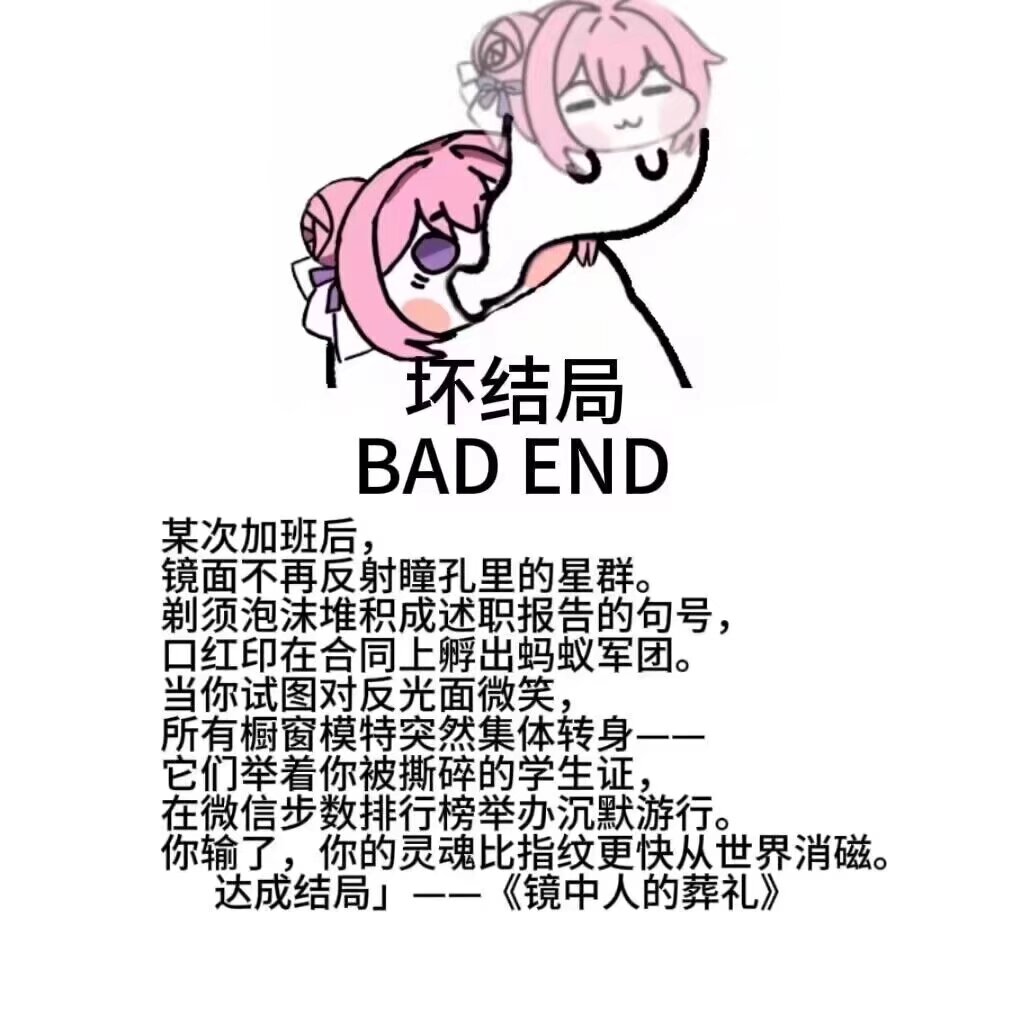 坏结局
BAD END
某次加班后，
镜面不再反射瞳孔里的星群。
剃须泡沫堆积成述职报告的句号，
口红印在合同上孵出蚂蚁军团。
当你试图对反光面微笑，
所有橱窗模特突然集体转身——
它们举着你被撕碎的学生证，
在微信步数排行榜举办沉默游行。
你输了，你的灵魂比指纹更快从世界消磁。
达成结局」——《镜中人的葬礼》